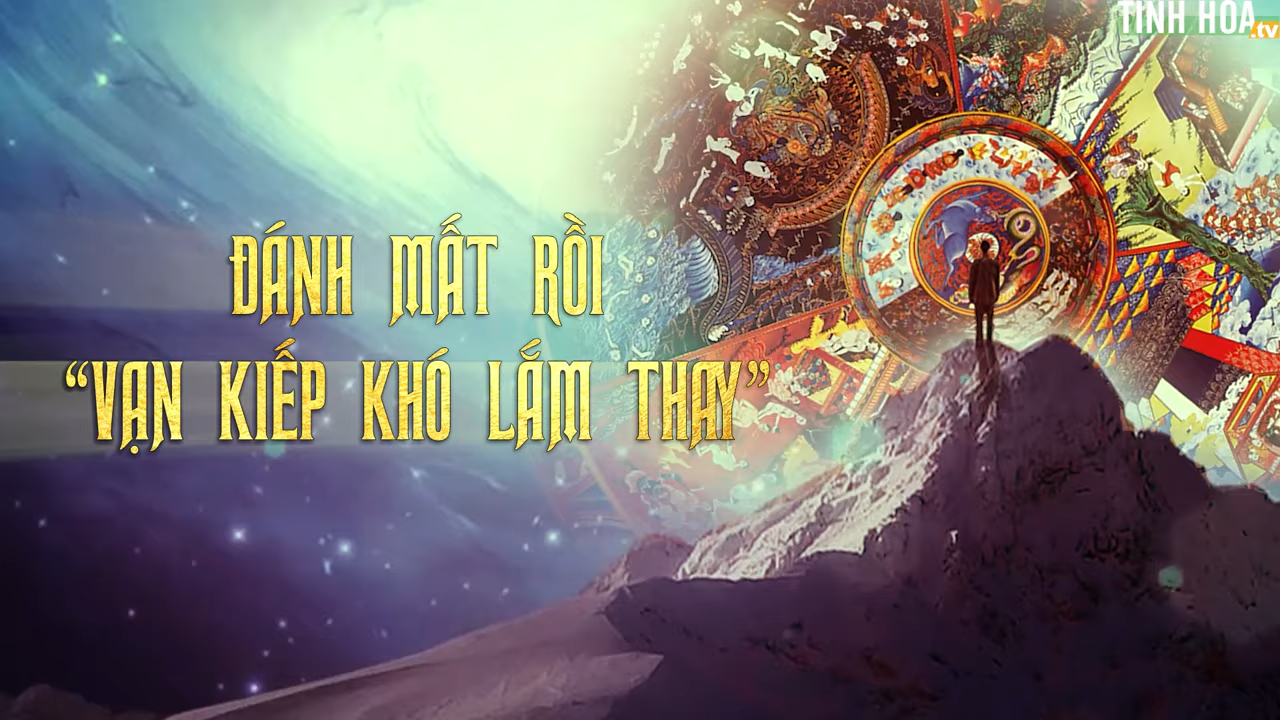 TINH HOA
.tv
ĐÁNH MẤT RỒI
“VẠN KIẾP KHÓ LẮM THAY”